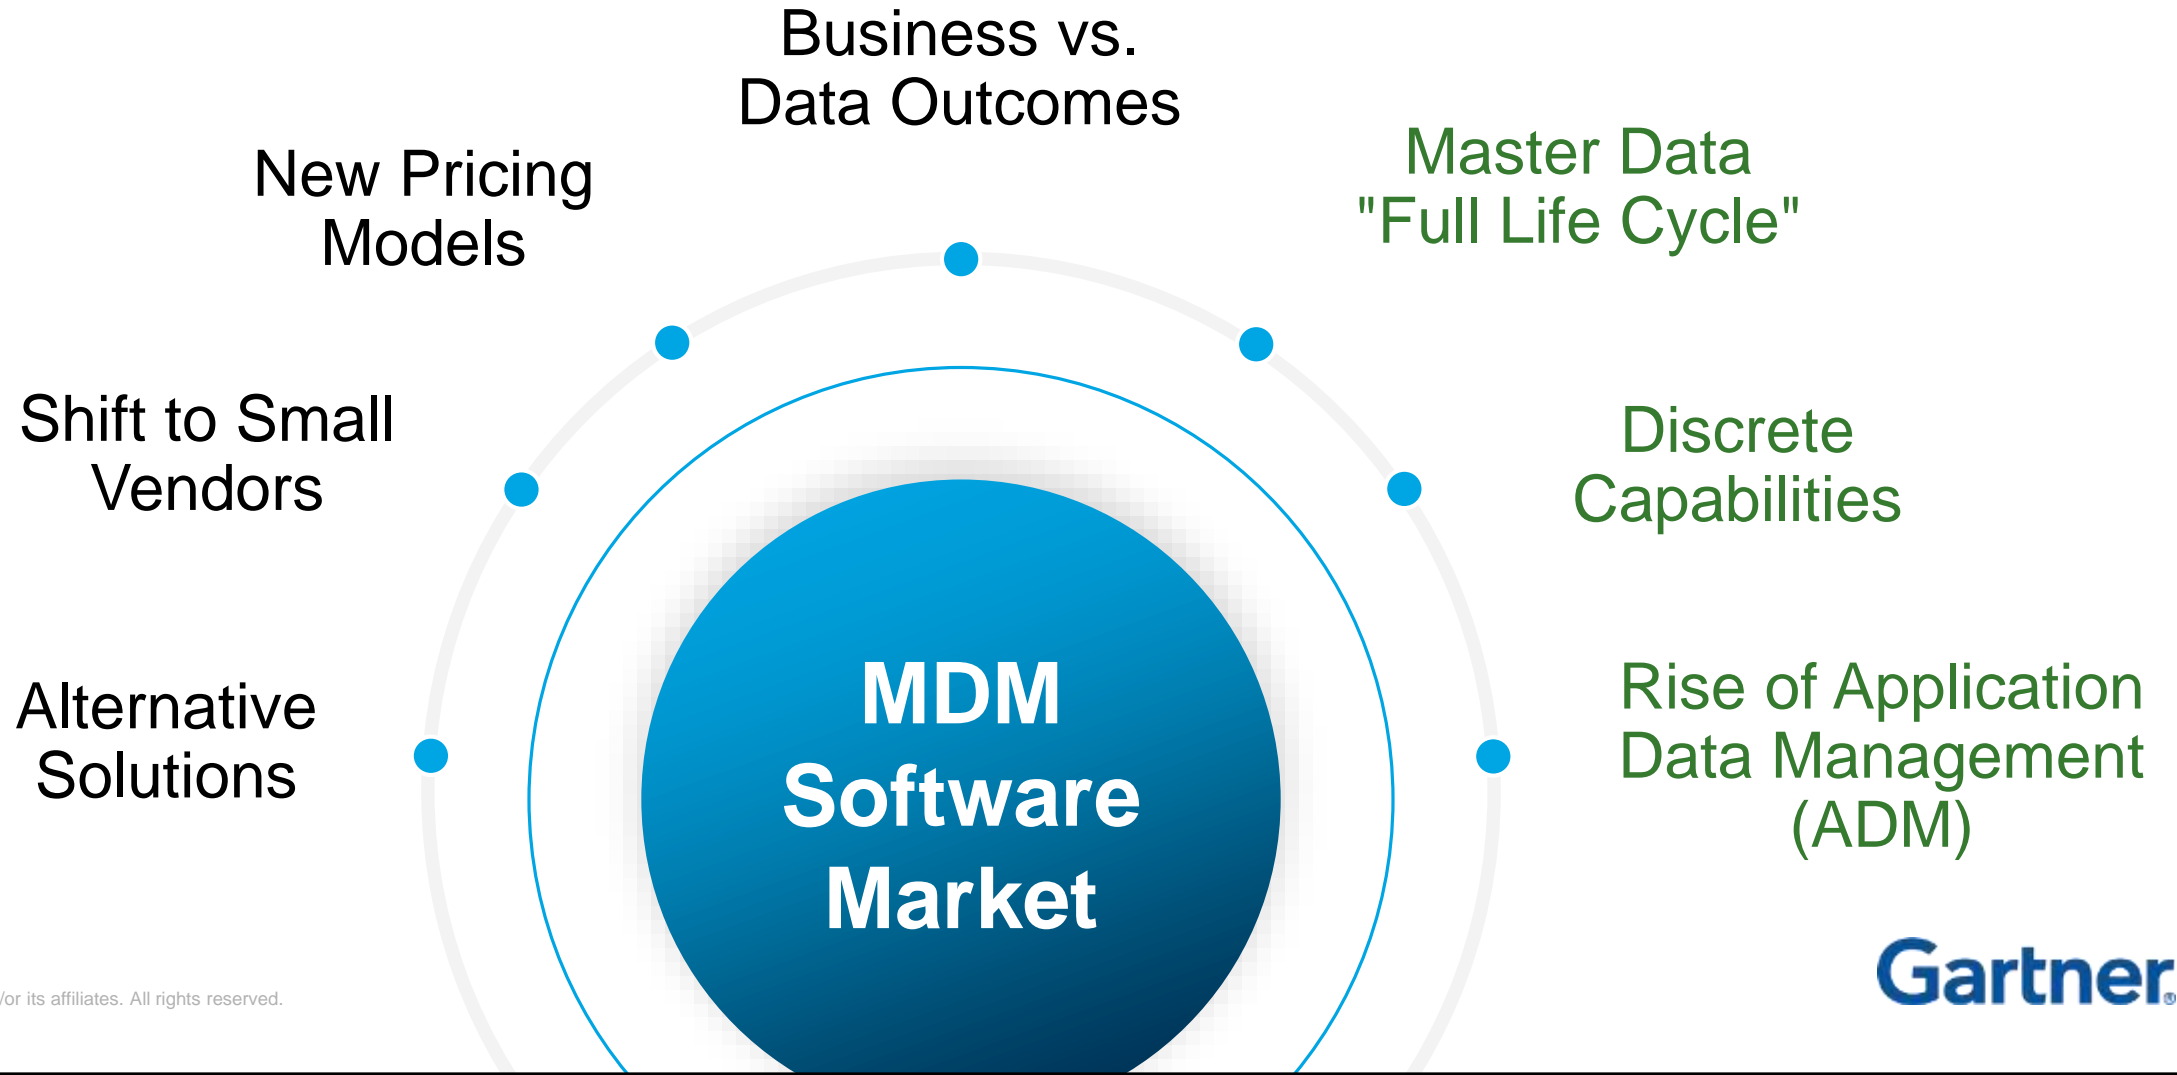 Business vs.
Data Outcomes
New Pricing
Models
Master Data
"Full Life Cycle"
Shift to Small
Vendors
Discrete
Capabilities
Alternative
Solutions
Rise of Application
Data Management
(ADM)
MDM
Software
Market
/or its affiliates. All rights reserved.
Gartner®